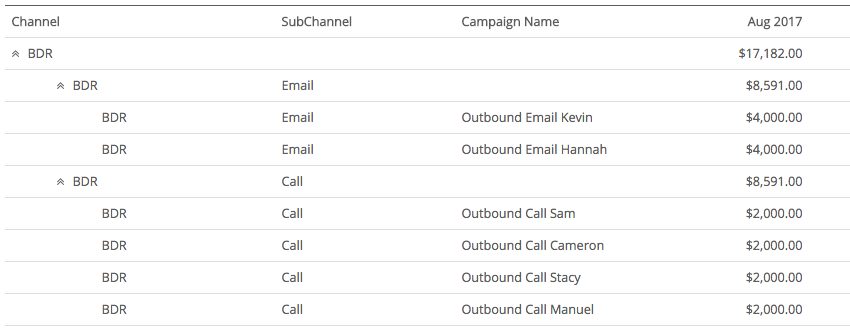 Channel SubChannel Campaign Name Aug 2017
BDR $17,182.00
BDR Email $8,591.00
BDR Email Outbound Email Kevin $4,000.00
BDR Email Outbound Email Hannah $4,000.00
BDR Call $8,591.00
BDR Call Outbound Call Sam $2,000.00
BDR Call Outbound Call Cameron $2,000.00
BDR Call Outbound Call Stacy $2,000.00
BDR Call Outbound Call Manuel $2,000.00